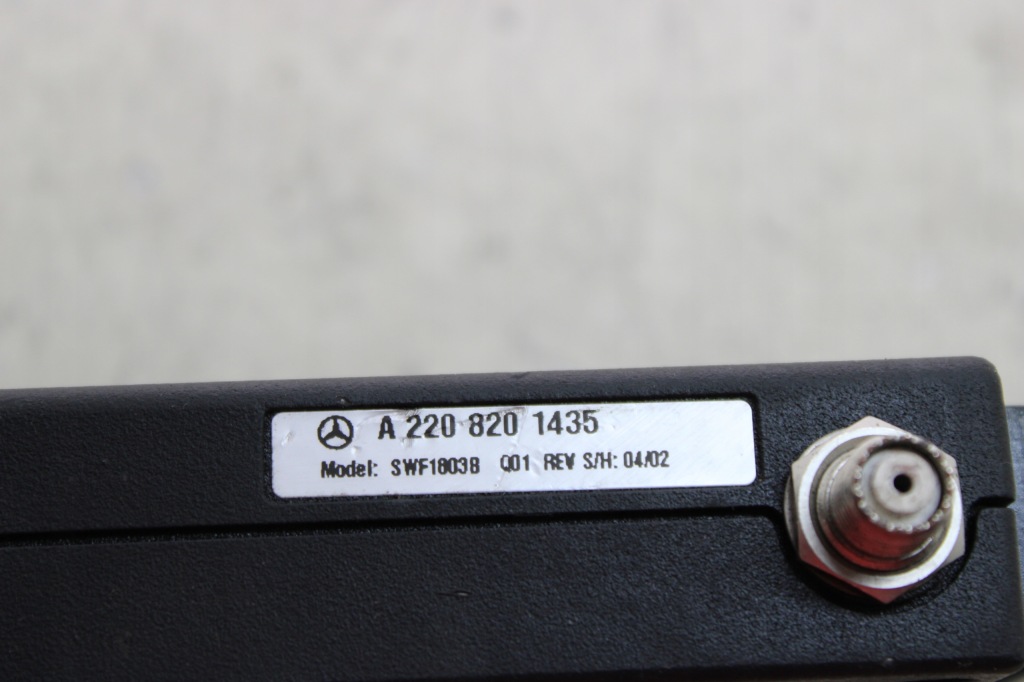 A 220 820 1435
Model: SWF1803B Q01 REV S/H: 04/02